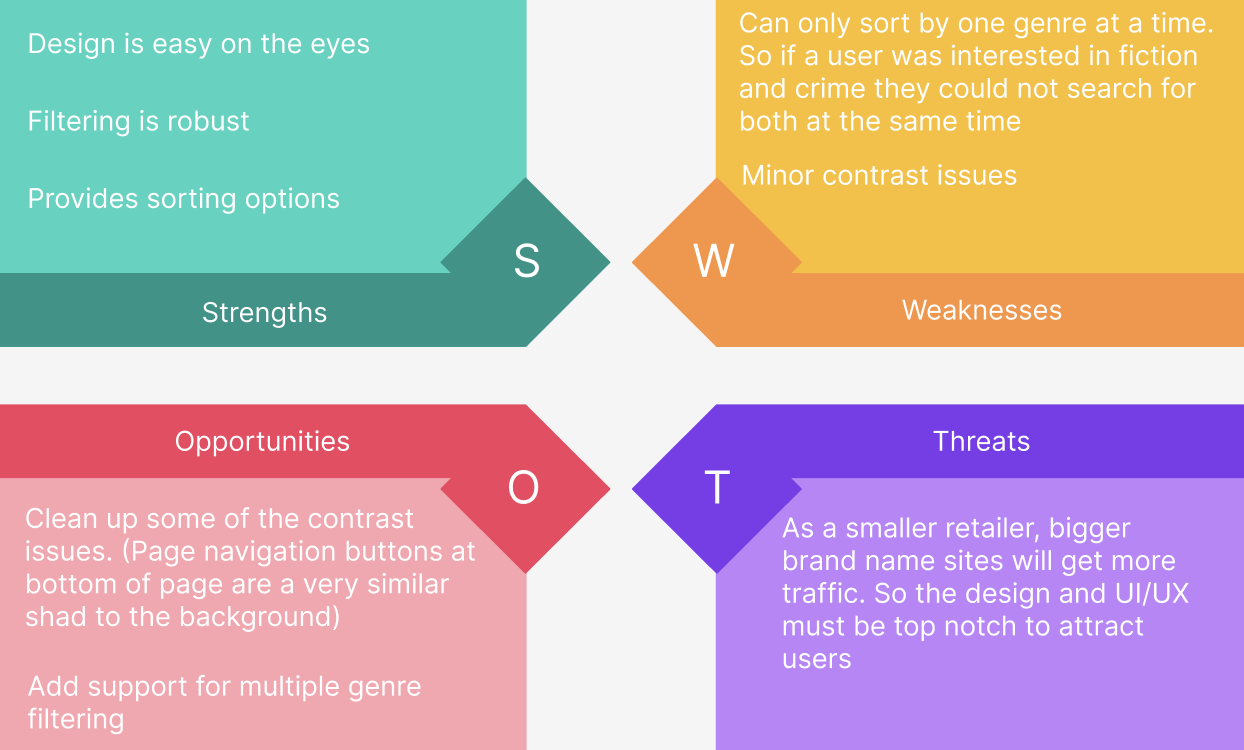 Design is easy on the eyes
Filtering is robust
Provides sorting options
S
Strengths
Can only sort by one genre at a time.
So if a user was interested in fiction
and crime they could not search for
both at the same time
Minor contrast issues
W
Weaknesses
Opportunities
O
Clean up some of the contrast
issues. (Page navigation buttons at
bottom of page are a very similar
shad to the background)
Add support for multiple genre
filtering
Threats
T
As a smaller retailer, bigger
brand name sites will get more
traffic. So the design and UI/UX
must be top notch to attract
users